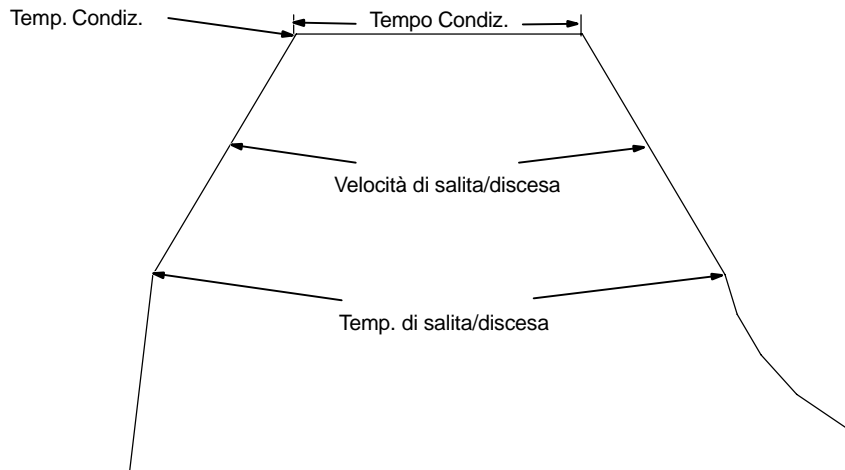 Temp. Condiz.
Tempo Condiz.
Velocità di salita/discesa
Temp. di salita/discesa